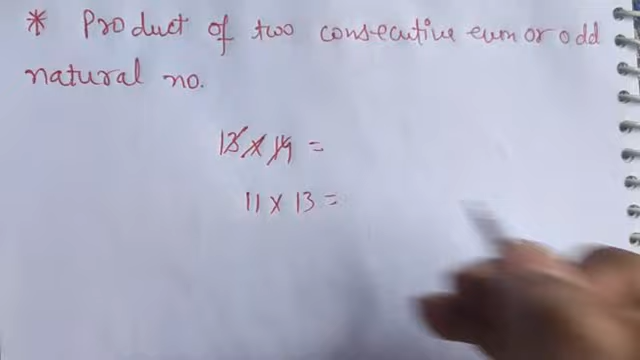 * Product of two consecutive even or odd
natural no.
13 x 14 =
11 x 13 =